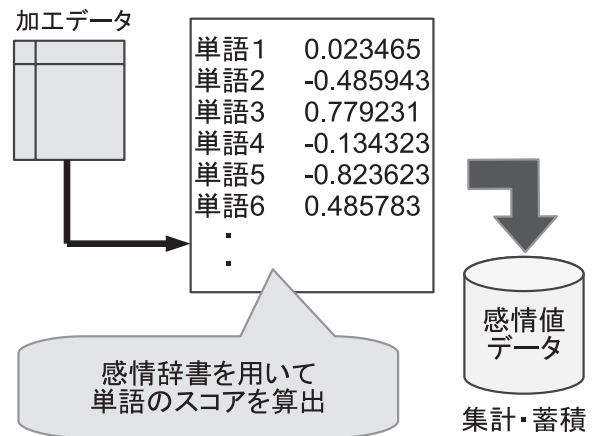 加工データ
単語1 0.023465
単語2 -0.485943
単語3 0.779231
単語4 -0.134323
単語5 -0.823623
単語6 0.485783
・
・
感情辞書を用いて
単語のスコアを算出
感情値
データ
集計・蓄積